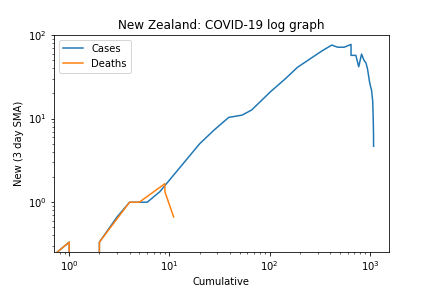 New Zealand: COVID-19 log graph
Cases
Deaths
New (3 day SMA)
10²
10¹
10⁰
10⁰ 10¹ 10² 10³
Cumulative